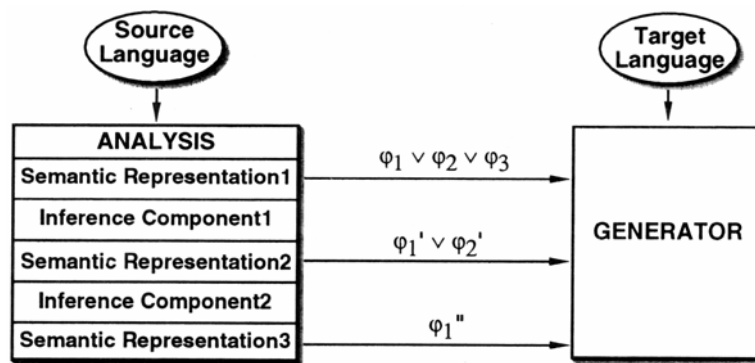 Source
Language
Target
Language
ANALYSIS
Semantic Representation1
φ₁ ∨ φ₂ ∨ φ₃
Inference Component1
GENERATOR
Semantic Representation2
φ₁' ∨ φ₂'
Inference Component2
Semantic Representation3
φ₁"